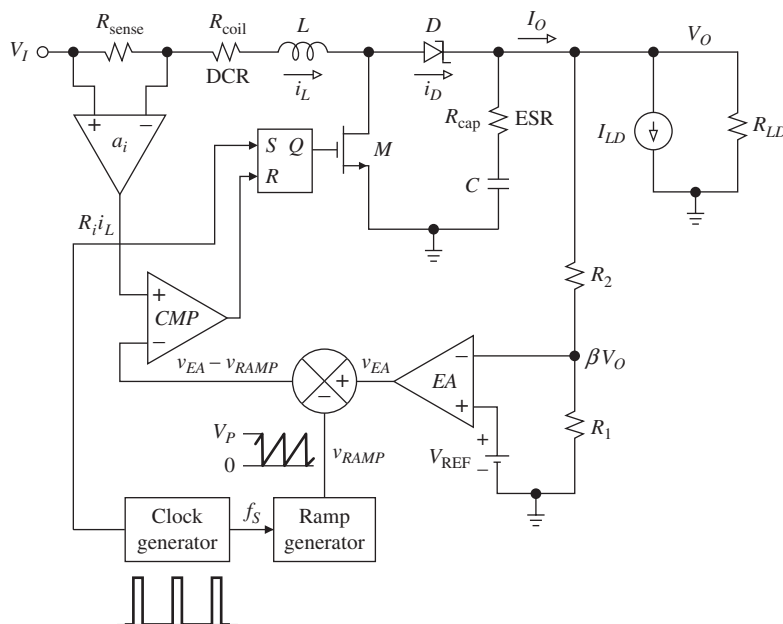 R_sense
R_coil
L
D
I_O
V_O
V_I
DCR
i_L
i_D
+
−
a_i
R_cap
ESR
I_LD
R_LD
S
Q
R
M
C
R_i i_L
R_2
+
CMP
−
v_EA − v_RAMP
v_EA
−
βV_O
+
−
EA
+
R_1
V_P
0
v_RAMP
V_REF
+
−
Clock generator
f_S
Ramp generator